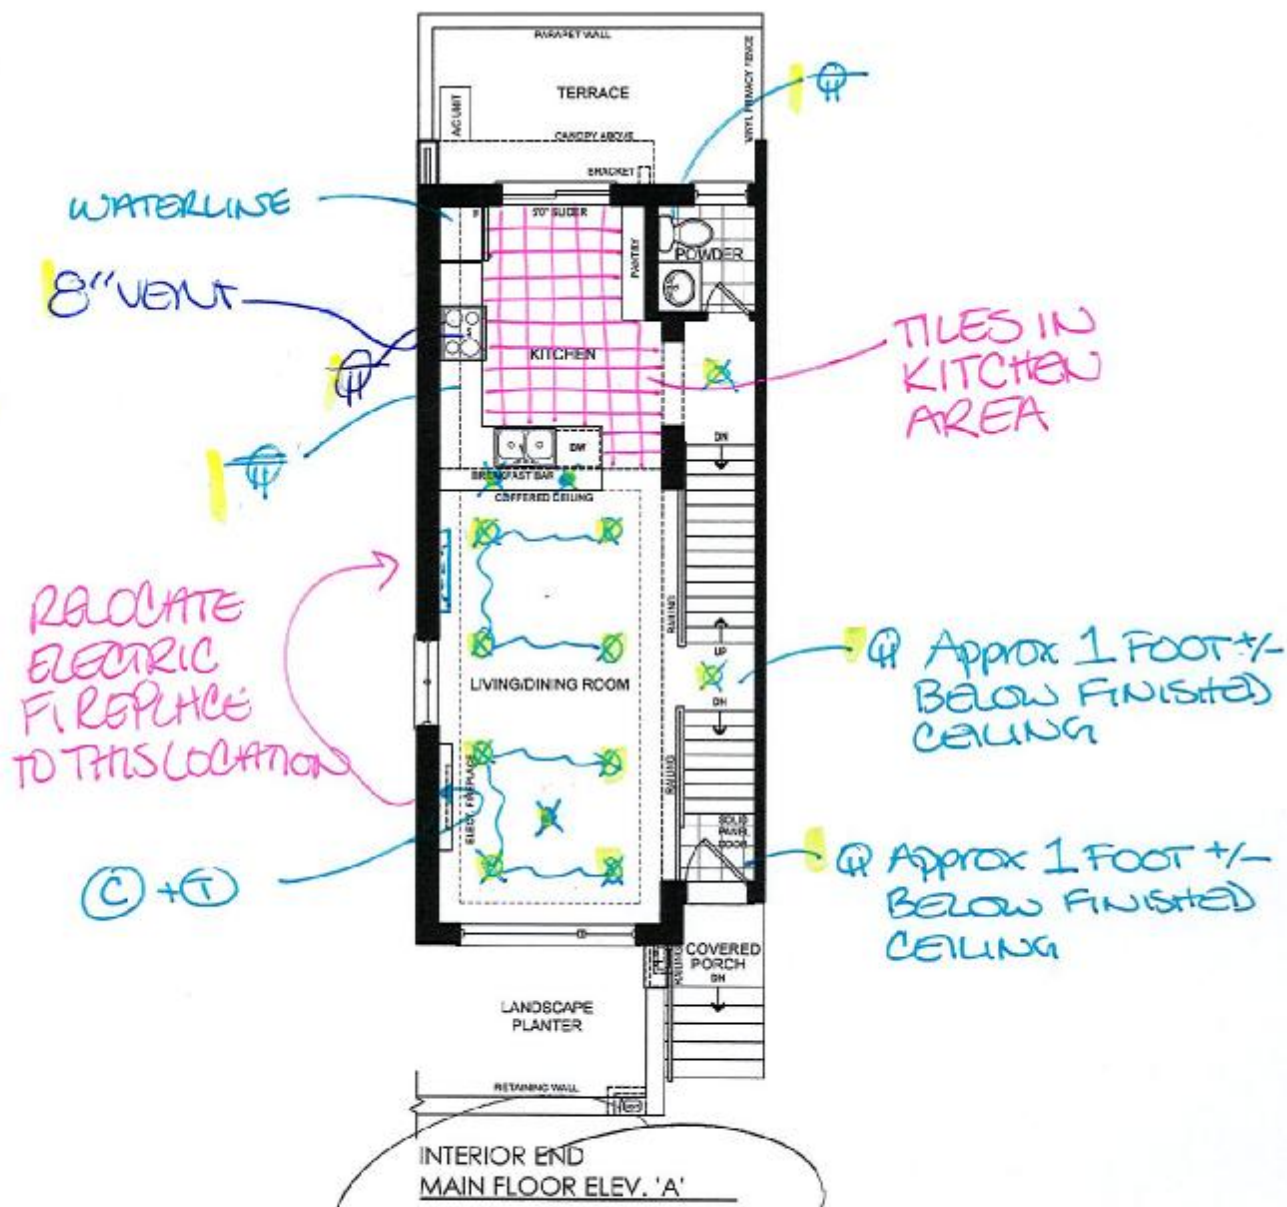 PARAPET WALL
VINYL PRIVACY FENCE
TERRACE
A/C UNIT
CANOPY ABOVE
BRACKET
WATERLINE
5'0" SLIDER
PANTRY
POWDER
8" VENT
KITCHEN
TILES IN
KITCHEN
AREA
DN
DW
BREAKFAST BAR
COFFERED CEILING
RELOCATE
ELECTRIC
FIREPLACE
TO THIS LOCATION
RAILING
UP
LIVING/DINING ROOM
DN
Approx 1 FOOT +/-
BELOW FINISHED
CEILING
ELECT. FIREPLACE
RAILING
SOLID
PANEL
DOOR
C + T
Approx 1 FOOT +/-
BELOW FINISHED
CEILING
RAILING
COVERED
PORCH
DN
LANDSCAPE
PLANTER
RETAINING WALL
INTERIOR END
MAIN FLOOR ELEV. 'A'